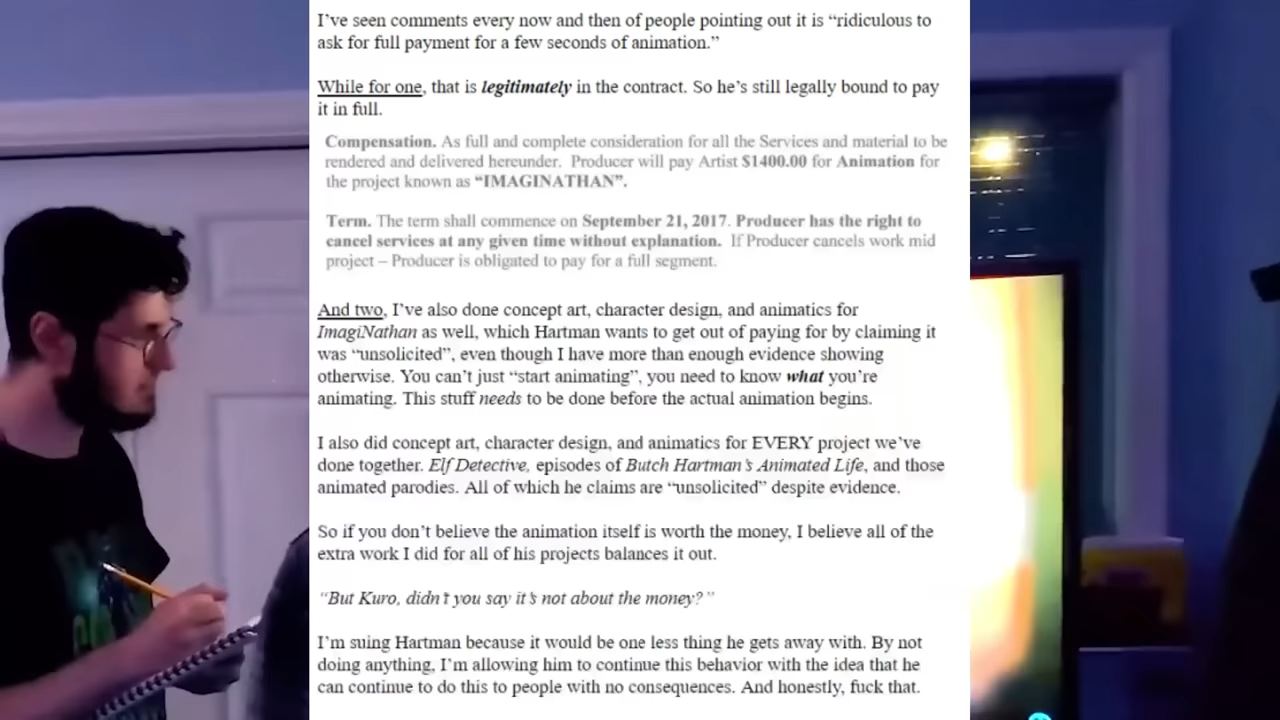 I've seen comments every now and then of people pointing out it is “ridiculous to
ask for full payment for a few seconds of animation.”
While for one, that is legitimately in the contract. So he's still legally bound to pay
it in full.
Compensation. As full and complete consideration for all the Services and material to be
rendered and delivered hereunder. Producer will pay Artist $1400.00 for Animation for
the project known as “IMAGINATHAN”.
Term. The term shall commence on September 21, 2017. Producer has the right to
cancel services at any given time without explanation. If Producer cancels work mid
project – Producer is obligated to pay for a full segment.
And two, I've also done concept art, character design, and animatics for
ImagiNathan as well, which Hartman wants to get out of paying for by claiming it
was “unsolicited”, even though I have more than enough evidence showing
otherwise. You can't just “start animating”, you need to know what you're
animating. This stuff needs to be done before the actual animation begins.
I also did concept art, character design, and animatics for EVERY project we've
done together. Elf Detective, episodes of Butch Hartman's Animated Life, and those
animated parodies. All of which he claims are “unsolicited” despite evidence.
So if you don't believe the animation itself is worth the money, I believe all of the
extra work I did for all of his projects balances it out.
“But Kuro, didn't you say it's not about the money?”
I'm suing Hartman because it would be one less thing he gets away with. By not
doing anything, I'm allowing him to continue this behavior with the idea that he
can continue to do this to people with no consequences. And honestly, fuck that.